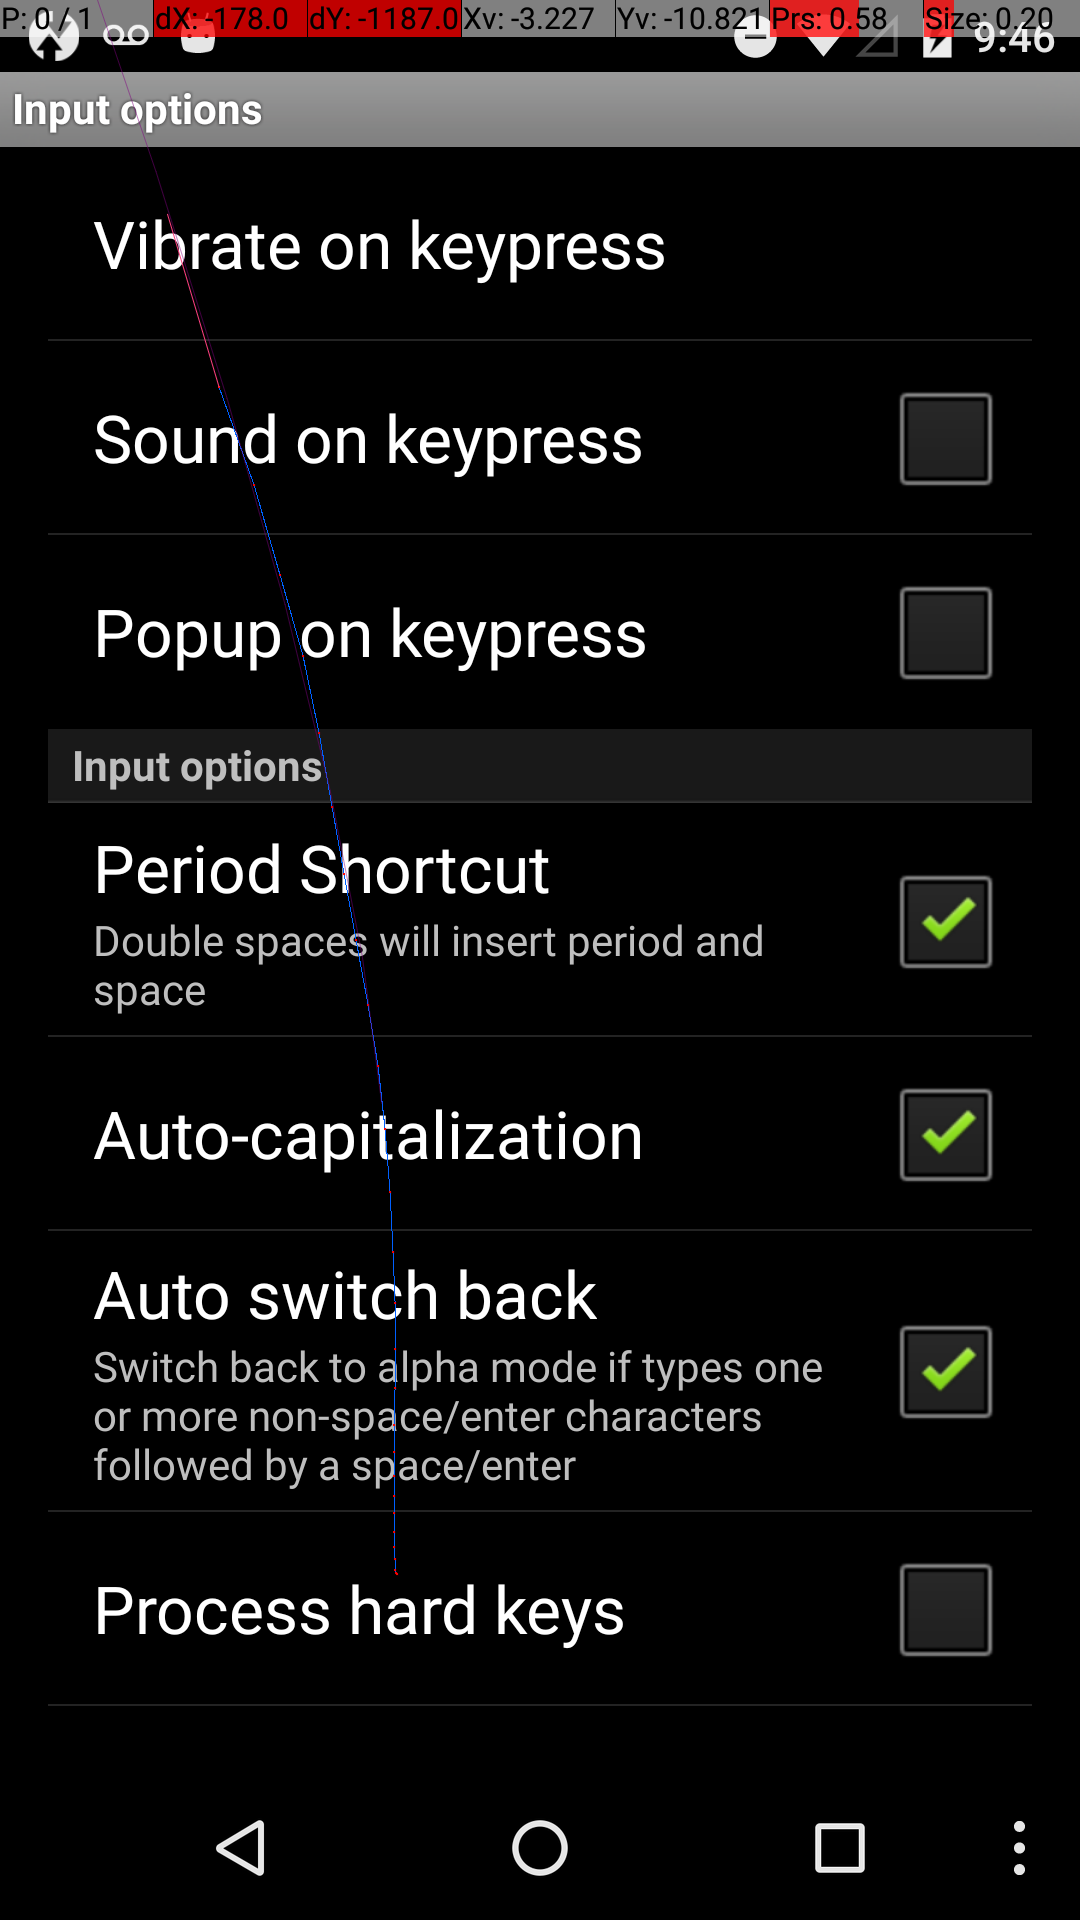 P: 0 / 1 dX: -178.0 dY: -1187.0 Xv: -3.227 Yv: -10.821 Prs: 0.58 Size: 0.20
9:46
Input options
Vibrate on keypress
Sound on keypress
Popup on keypress
Input options
Period Shortcut
Double spaces will insert period and
space
Auto-capitalization
Auto switch back
Switch back to alpha mode if types one
or more non-space/enter characters
followed by a space/enter
Process hard keys